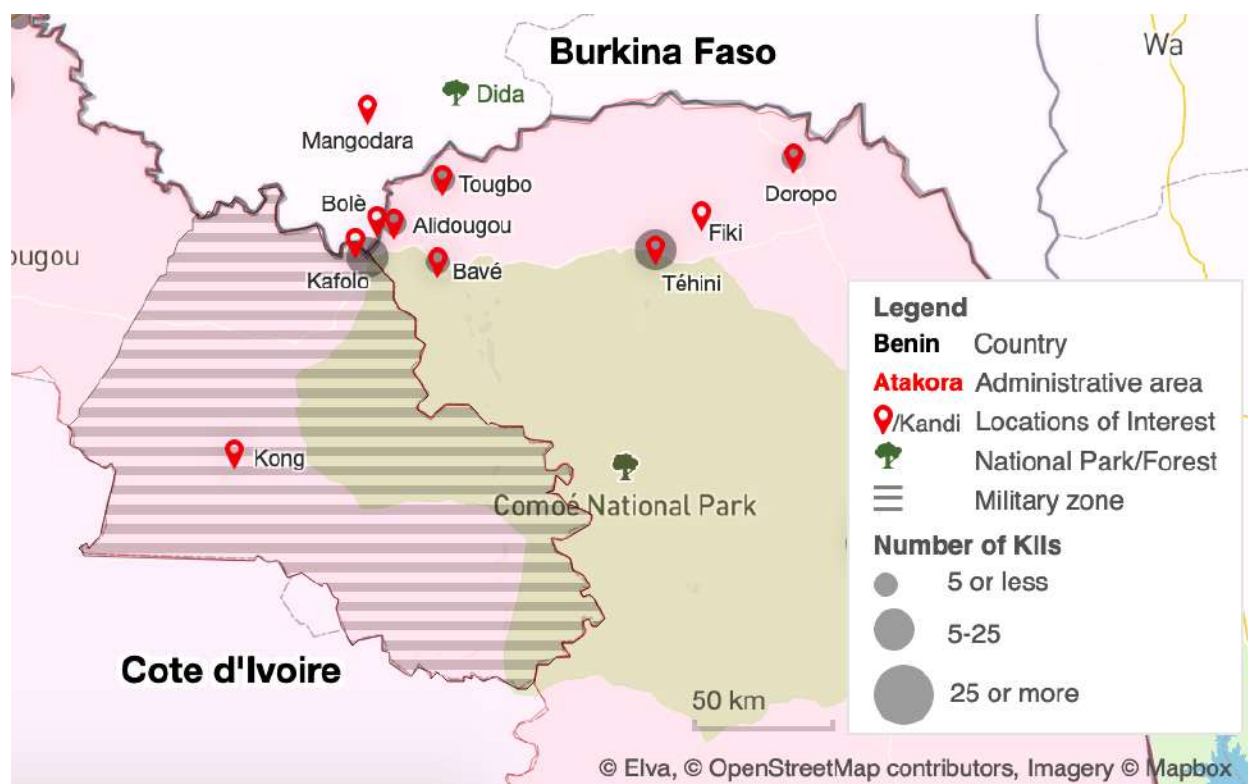 Burkina Faso
Wa
Dida
Mangodara
Tougbo
Doropo
Bolè
Alidougou
Fiki
ougou
Kafolo
Bavé
Téhini
Legend
Benin Country
Atakora Administrative area
/Kandi Locations of Interest
National Park/Forest
Military zone
Kong
Comoé National Park
Number of KIIs
5 or less
5-25
25 or more
Cote d'Ivoire
50 km
© Elva, © OpenStreetMap contributors, Imagery © Mapbox